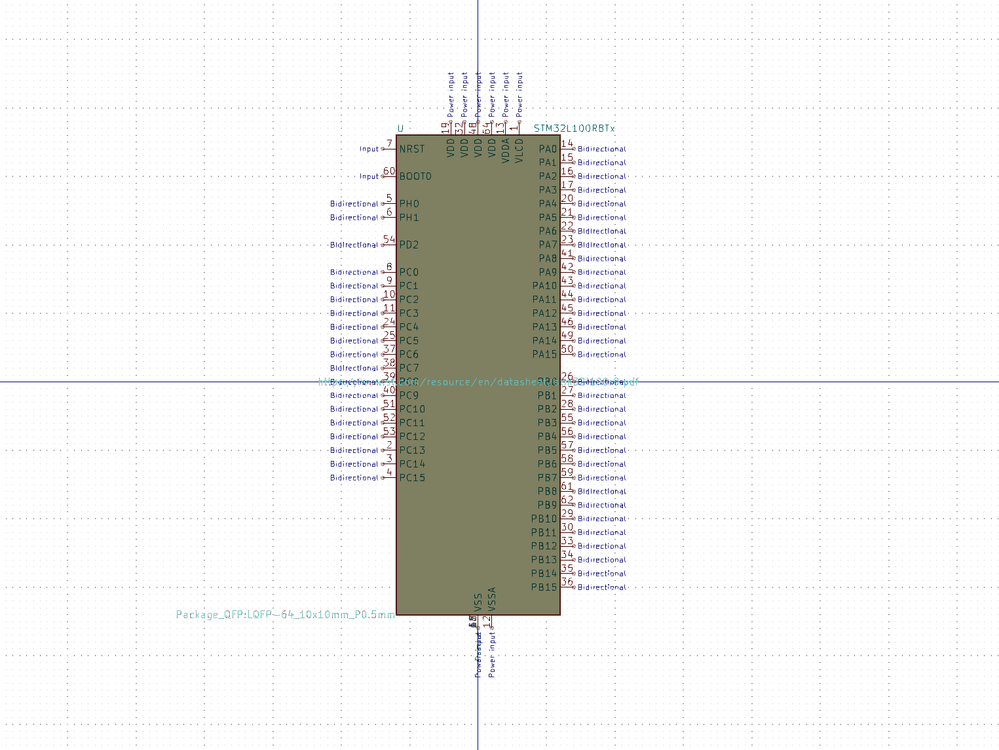 Power input Power input Power input Power input Power input Power input
19 32 48 64 13 1
U STM32L100RBTx
VDD VDD VDD VDD VDDA VLCD
Input 7 NRST PA0 14 Bidirectional
PA1 15 Bidirectional
Input 60 BOOT0 PA2 16 Bidirectional
PA3 17 Bidirectional
Bidirectional 5 PH0 PA4 20 Bidirectional
Bidirectional 6 PH1 PA5 21 Bidirectional
PA6 22 Bidirectional
Bidirectional 54 PD2 PA7 23 Bidirectional
PA8 41 Bidirectional
Bidirectional 8 PC0 PA9 42 Bidirectional
Bidirectional 9 PC1 PA10 43 Bidirectional
Bidirectional 10 PC2 PA11 44 Bidirectional
Bidirectional 11 PC3 PA12 45 Bidirectional
Bidirectional 24 PC4 PA13 46 Bidirectional
Bidirectional 25 PC5 PA14 49 Bidirectional
Bidirectional 37 PC6 PA15 50 Bidirectional
Bidirectional 38 PC7
39 26 Bidirectional
Bidirectional 40 PC9 PB1 27 Bidirectional
Bidirectional 51 PC10 PB2 28 Bidirectional
Bidirectional 52 PC11 PB3 55 Bidirectional
Bidirectional 53 PC12 PB4 56 Bidirectional
Bidirectional 2 PC13 PB5 57 Bidirectional
Bidirectional 3 PC14 PB6 58 Bidirectional
Bidirectional 4 PC15 PB7 59 Bidirectional
PB8 61 Bidirectional
PB9 62 Bidirectional
PB10 29 Bidirectional
PB11 30 Bidirectional
PB12 33 Bidirectional
PB13 34 Bidirectional
PB14 35 Bidirectional
PB15 36 Bidirectional
VSS VSSA
Package_QFP:LQFP-64_10x10mm_P0.5mm
12
Power input Power input